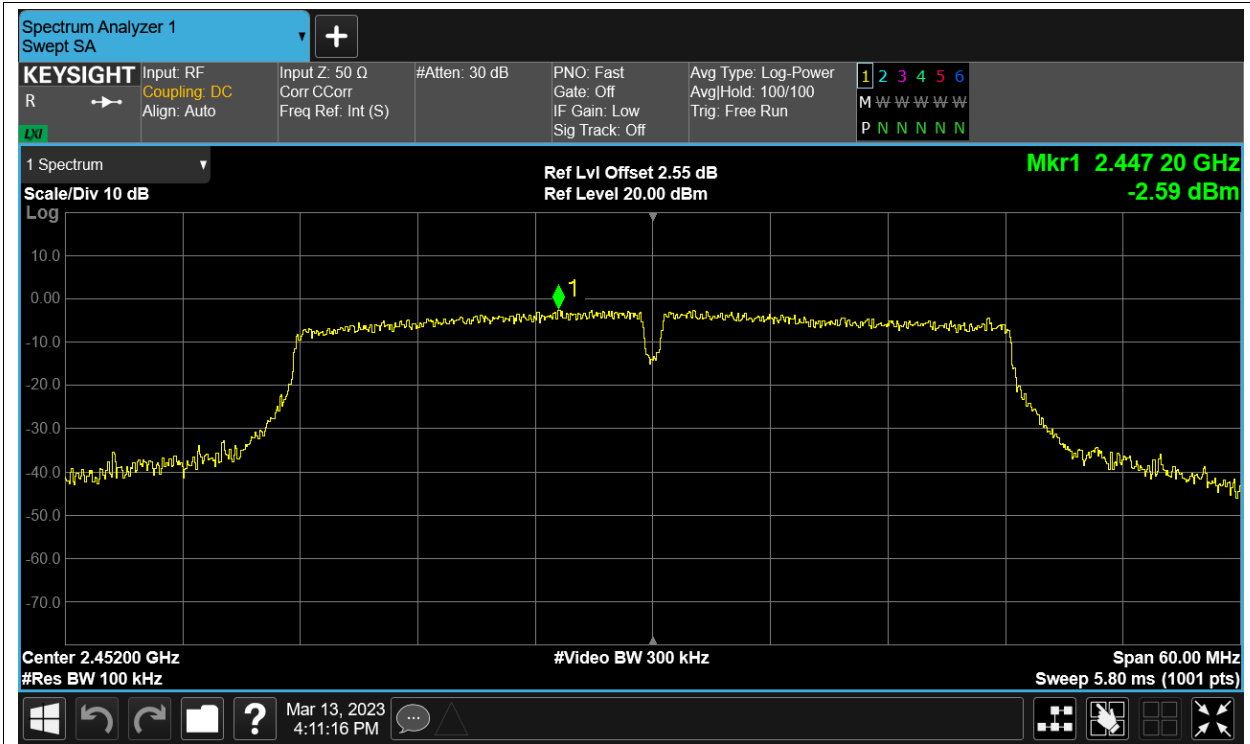 Spectrum Analyzer 1
Swept SA
KEYSIGHT
R
LXI
Input: RF
Coupling: DC
Align: Auto
Input Z: 50 Ω
Corr CCorr
Freq Ref: Int (S)
#Atten: 30 dB
PNO: Fast
Gate: Off
IF Gain: Low
Sig Track: Off
Avg Type: Log-Power
Avg|Hold: 100/100
Trig: Free Run
1 2 3 4 5 6
M W W W W W
P N N N N N
1 Spectrum
Scale/Div 10 dB
Log
Ref Lvl Offset 2.55 dB
Ref Level 20.00 dBm
Mkr1 2.447 20 GHz
-2.59 dBm
1
10.0
0.00
-10.0
-20.0
-30.0
-40.0
-50.0
-60.0
-70.0
Center 2.45200 GHz
#Res BW 100 kHz
#Video BW 300 kHz
Span 60.00 MHz
Sweep 5.80 ms (1001 pts)
?
Mar 13, 2023
4:11:16 PM